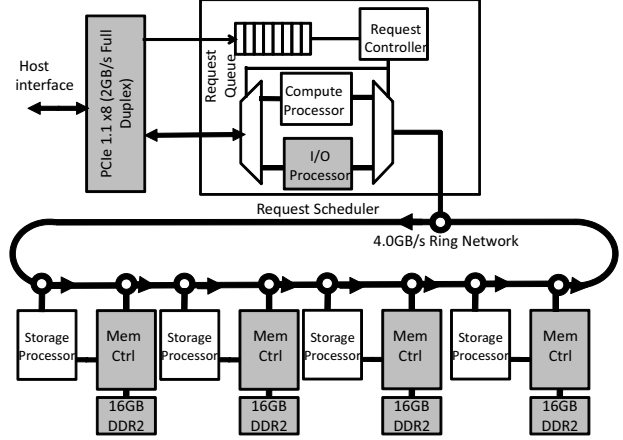 Host
interface
PCIe 1.1 x8 (2GB/s Full
Duplex)
Request
Queue
Request
Controller
Compute
Processor
I/O
Processor
Request Scheduler
4.0GB/s Ring Network
Storage
Processor
Mem
Ctrl
Storage
Processor
Mem
Ctrl
Storage
Processor
Mem
Ctrl
Storage
Processor
Mem
Ctrl
16GB
DDR2
16GB
DDR2
16GB
DDR2
16GB
DDR2